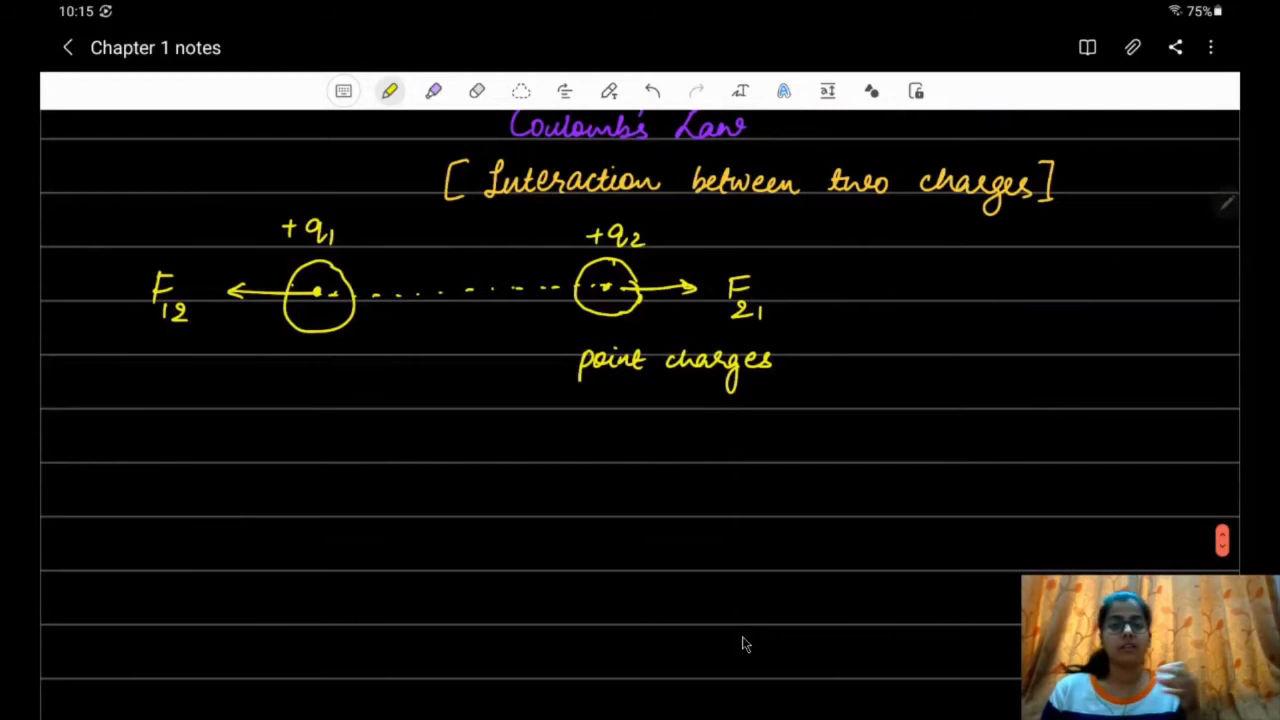 10:15
75%
Chapter 1 notes
Coulomb's Law
[Interaction between two charges]
+q1 +q2
F12 F21
point charges